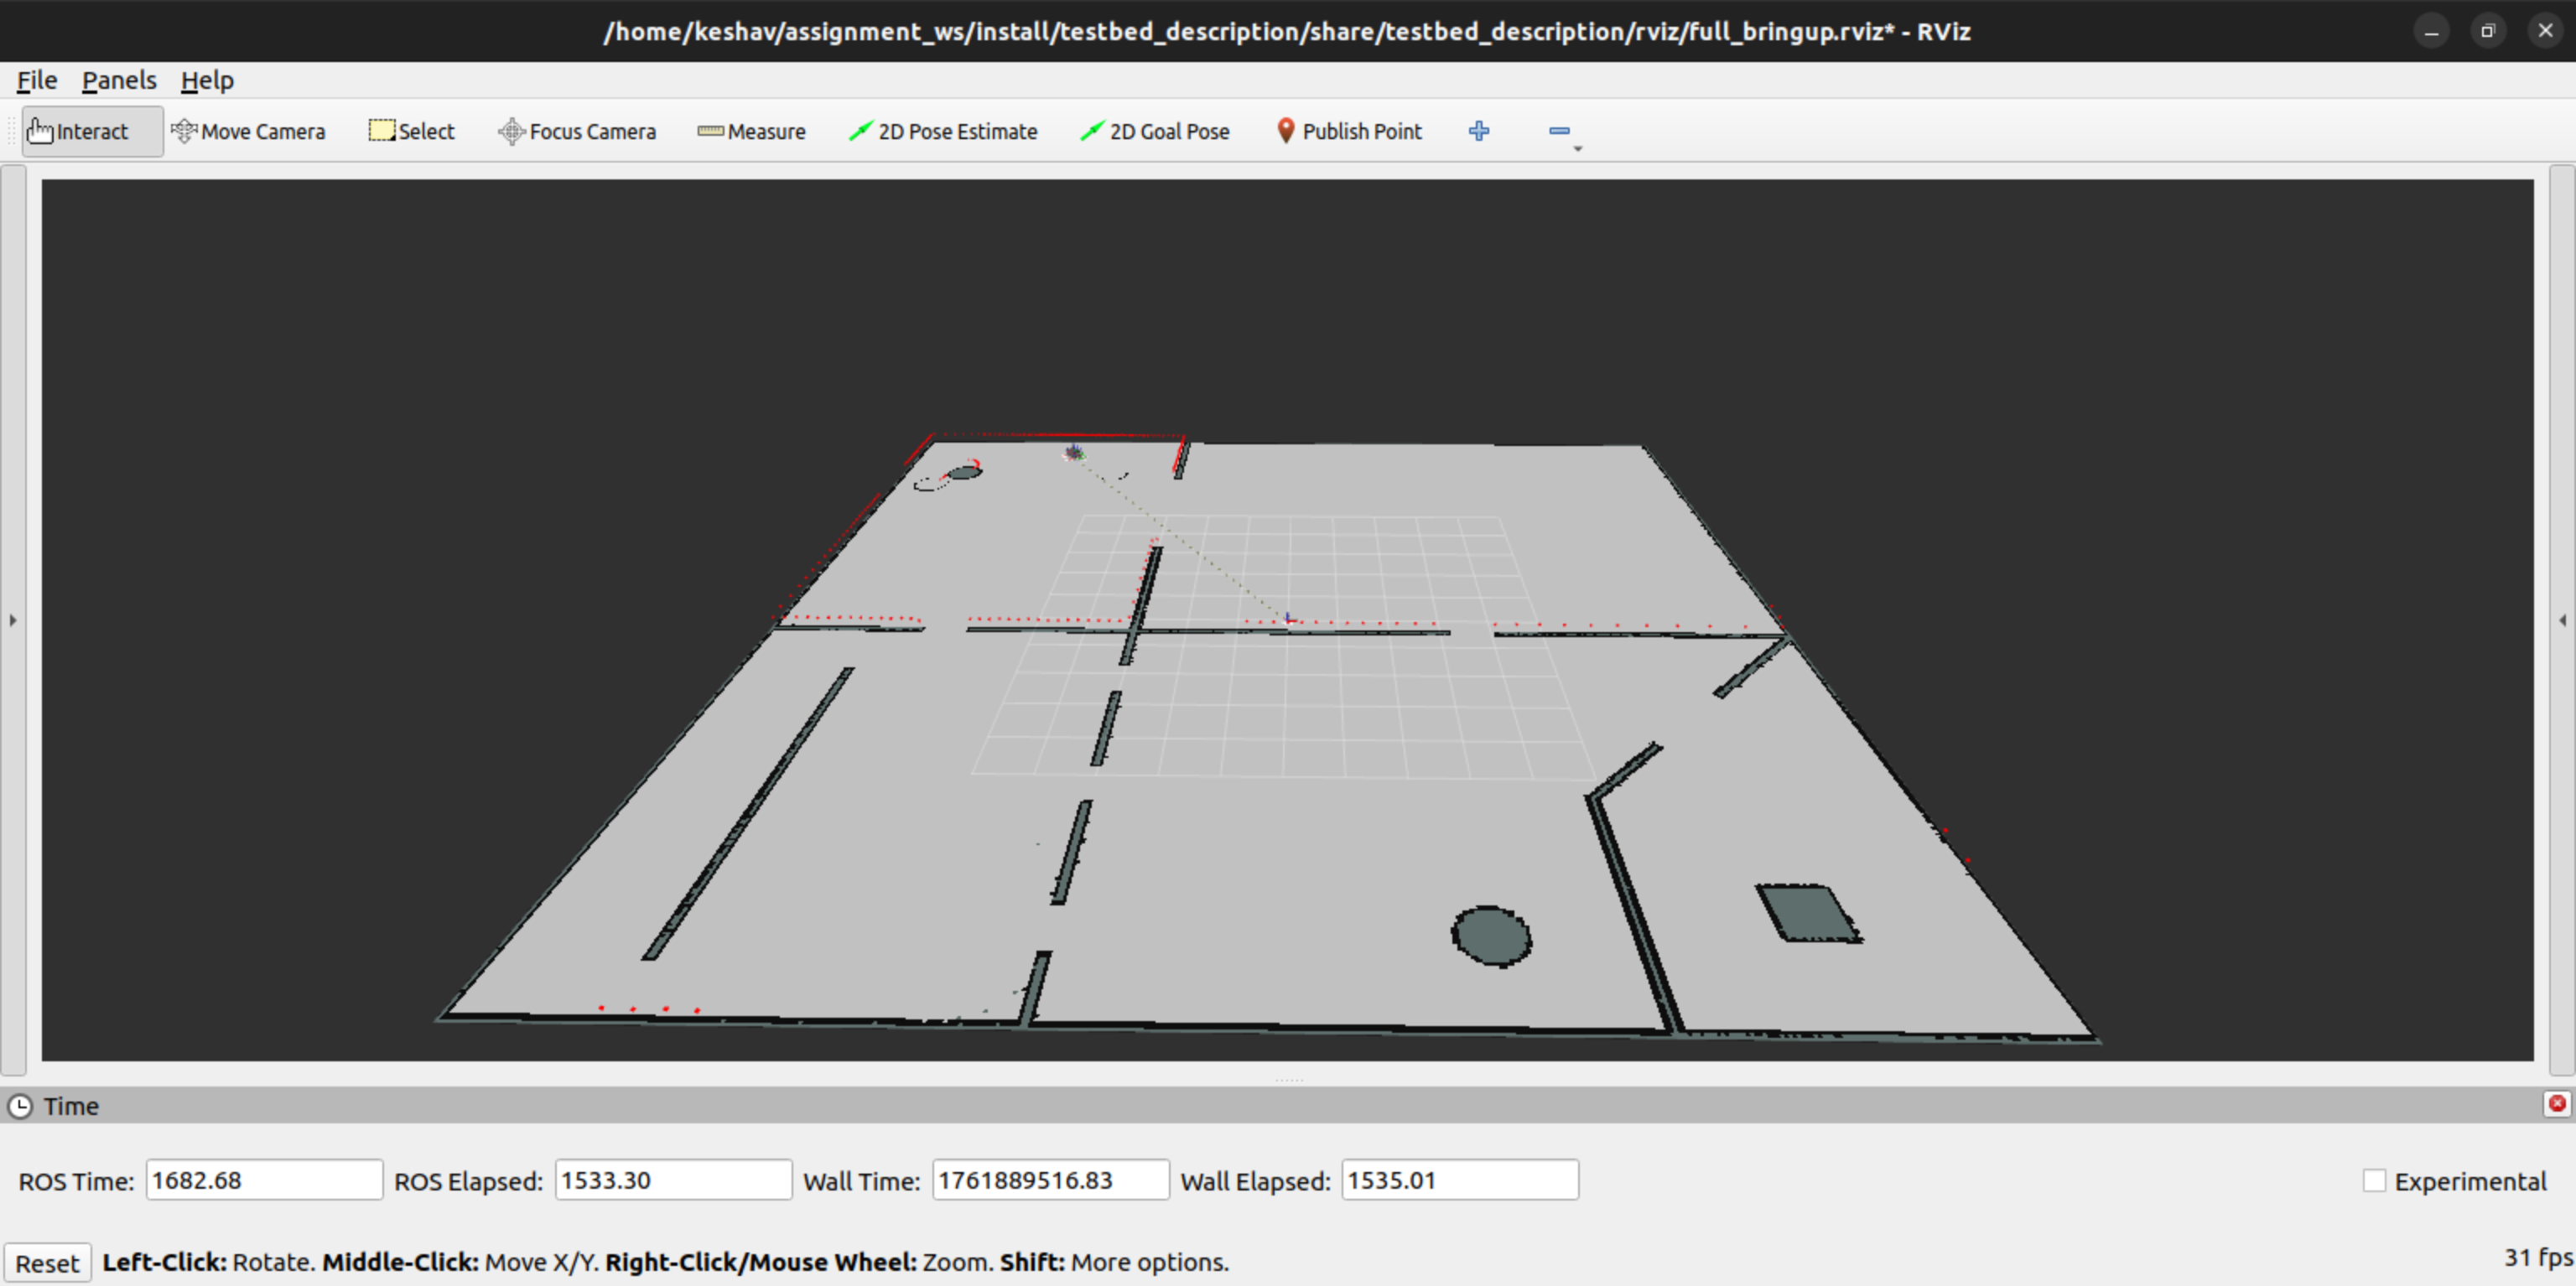 /home/keshav/assignment_ws/install/testbed_description/share/testbed_description/rviz/full_bringup.rviz* - RViz
File Panels Help
Interact Move Camera Select Focus Camera Measure 2D Pose Estimate 2D Goal Pose Publish Point
Time
ROS Time: 1682.68 ROS Elapsed: 1533.30 Wall Time: 1761889516.83 Wall Elapsed: 1535.01 Experimental
Reset Left-Click: Rotate. Middle-Click: Move X/Y. Right-Click/Mouse Wheel: Zoom. Shift: More options. 31 fps